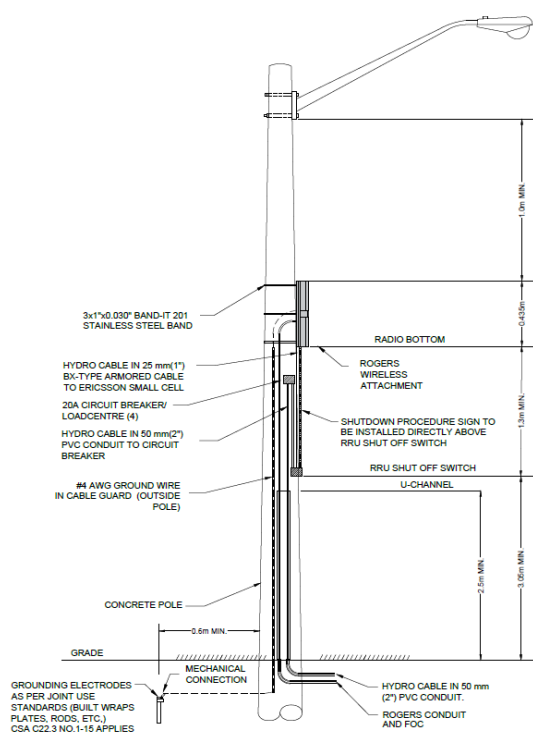 1.0m MIN.
3x1"x0.030" BAND-IT 201
STAINLESS STEEL BAND
0.435m
RADIO BOTTOM
HYDRO CABLE IN 25 mm(1")
BX-TYPE ARMORED CABLE
TO ERICSSON SMALL CELL
ROGERS
WIRELESS
ATTACHMENT
20A CIRCUIT BREAKER/
LOADCENTRE (4)
1.3m MIN.
HYDRO CABLE IN 50 mm(2")
PVC CONDUIT TO CIRCUIT
BREAKER
SHUTDOWN PROCEDURE SIGN TO
BE INSTALLED DIRECTLY ABOVE
RRU SHUT OFF SWITCH
RRU SHUT OFF SWITCH
#4 AWG GROUND WIRE
IN CABLE GUARD (OUTSIDE
POLE)
U-CHANNEL
2.5m MIN.
3.05m MIN.
CONCRETE POLE
0.6m MIN.
GRADE
MECHANICAL
CONNECTION
GROUNDING ELECTRODES
AS PER JOINT USE
STANDARDS (BUILT WRAPS
PLATES, RODS, ETC,)
CSA C22.3 NO.1-15 APPLIES
HYDRO CABLE IN 50 mm
(2") PVC CONDUIT.
ROGERS CONDUIT
AND FOC